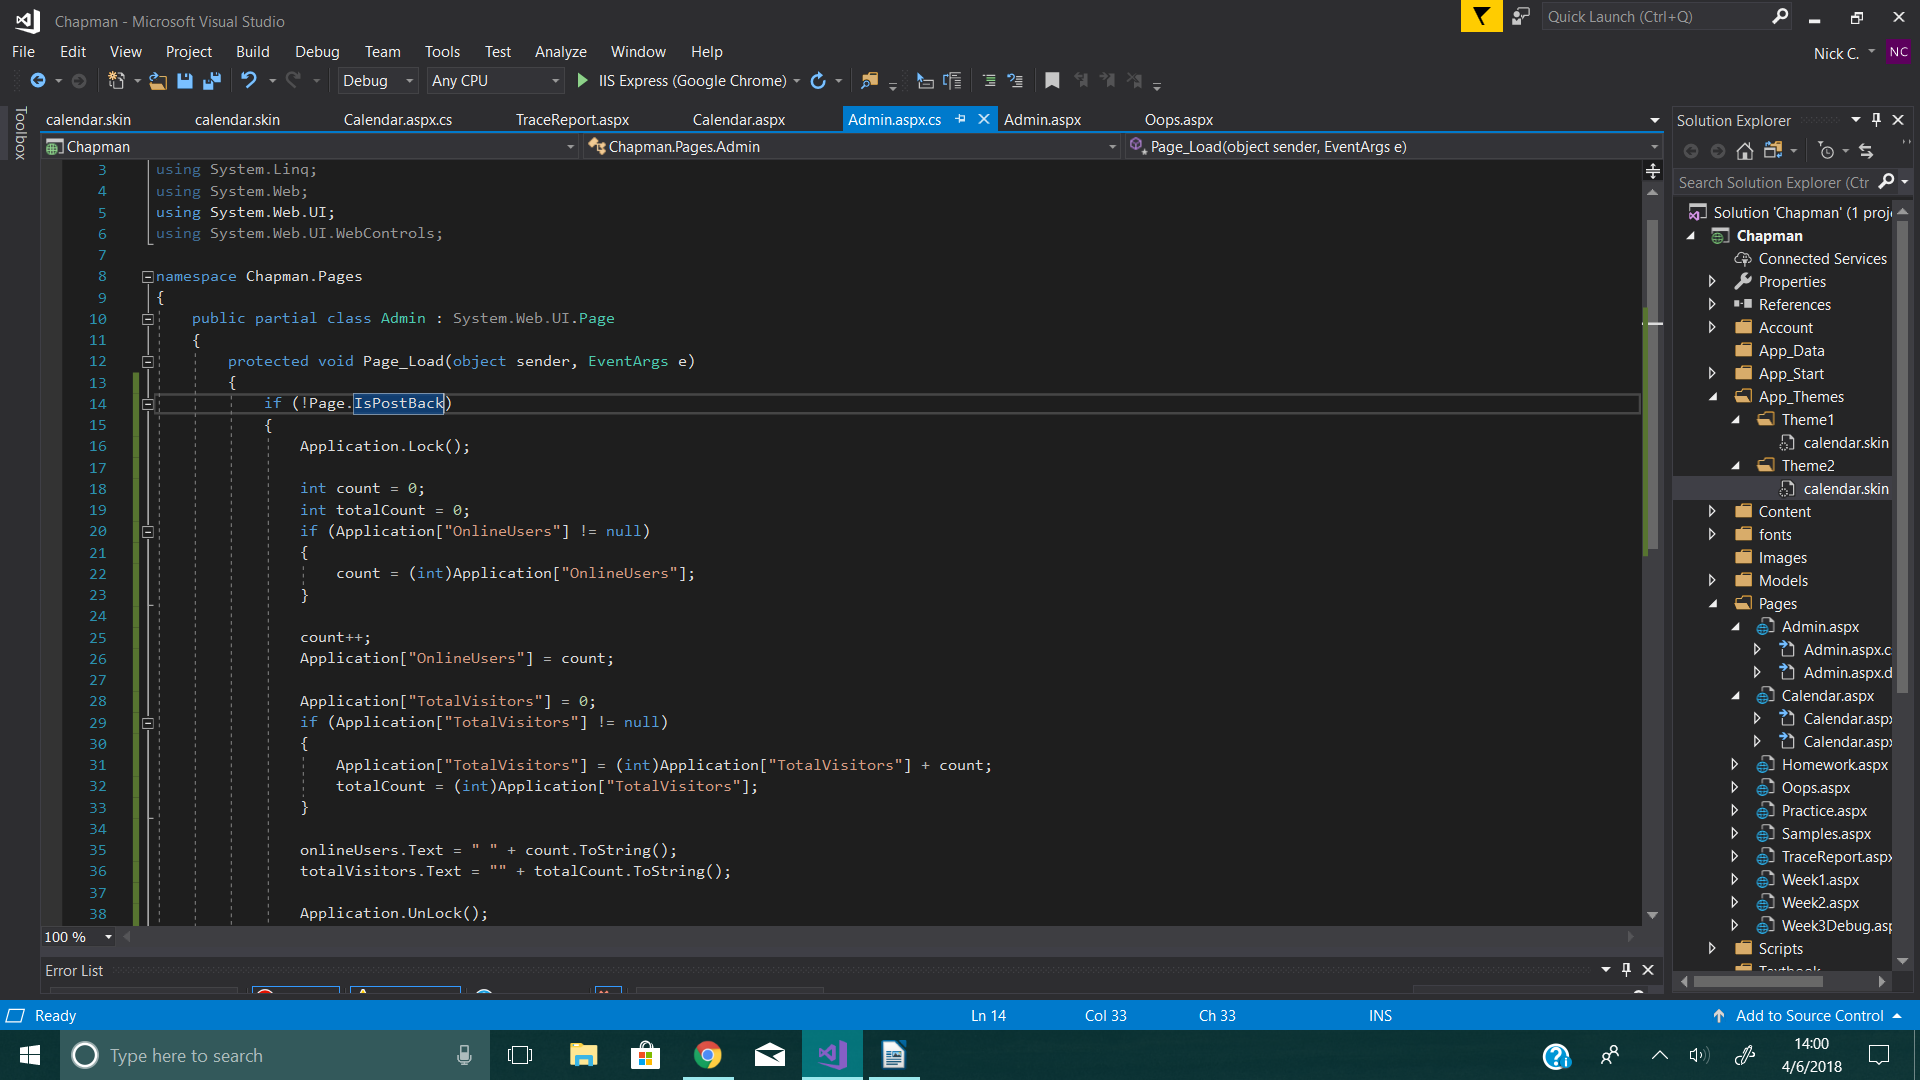 Chapman - Microsoft Visual Studio
Quick Launch (Ctrl+Q)
File Edit View Project Build Debug Team Tools Test Analyze Window Help
Nick C. NC
Debug Any CPU IIS Express (Google Chrome)
Toolbox
calendar.skin calendar.skin Calendar.aspx.cs TraceReport.aspx Calendar.aspx Admin.aspx.cs Admin.aspx Oops.aspx
Chapman Chapman.Pages.Admin Page_Load(object sender, EventArgs e)
3 using System.Linq;
4 using System.Web;
5 using System.Web.UI;
6 using System.Web.UI.WebControls;
7
8 namespace Chapman.Pages
9 {
10 public partial class Admin : System.Web.UI.Page
11 {
12 protected void Page_Load(object sender, EventArgs e)
13 {
14 if (!Page.IsPostBack)
15 {
16 Application.Lock();
17
18 int count = 0;
19 int totalCount = 0;
20 if (Application["OnlineUsers"] != null)
21 {
22 count = (int)Application["OnlineUsers"];
23 }
24
25 count++;
26 Application["OnlineUsers"] = count;
27
28 Application["TotalVisitors"] = 0;
29 if (Application["TotalVisitors"] != null)
30 {
31 Application["TotalVisitors"] = (int)Application["TotalVisitors"] + count;
32 totalCount = (int)Application["TotalVisitors"];
33 }
34
35 onlineUsers.Text = " " + count.ToString();
36 totalVisitors.Text = "" + totalCount.ToString();
37
38 Application.UnLock();
100 %
Error List
Solution Explorer
Search Solution Explorer (Ctr
Solution 'Chapman' (1 proj
Chapman
Connected Services
Properties
References
Account
App_Data
App_Start
App_Themes
Theme1
calendar.skin
Theme2
calendar.skin
Content
fonts
Images
Models
Pages
Admin.aspx
Admin.aspx.c
Admin.aspx.d
Calendar.aspx
Calendar.aspx
Calendar.aspx
Homework.aspx
Oops.aspx
Practice.aspx
Samples.aspx
TraceReport.aspx
Week1.aspx
Week2.aspx
Week3Debug.asp
Scripts
Ready Ln 14 Col 33 Ch 33 INS Add to Source Control
Type here to search
14:00
4/6/2018